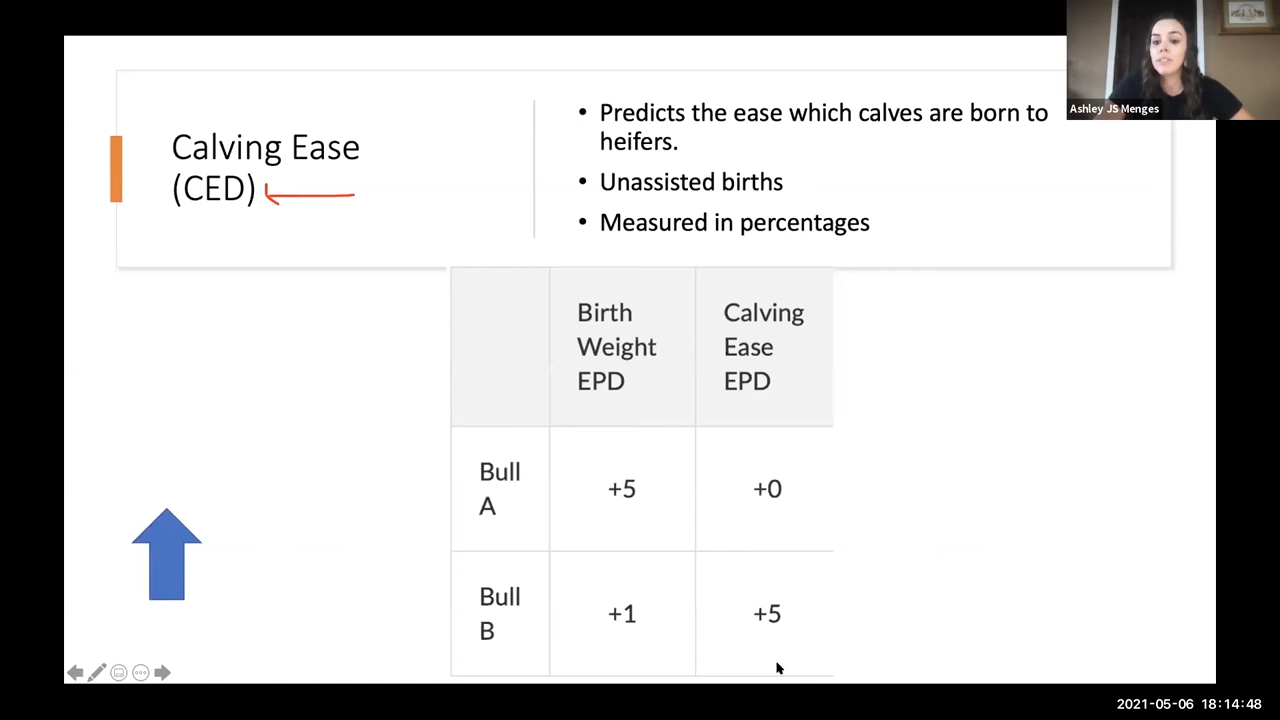 Ashley JS Menges
Calving Ease
(CED)
• Predicts the ease which calves are born to
heifers.
• Unassisted births
• Measured in percentages
Birth
Weight
EPD
Calving
Ease
EPD
Bull
A
+5
+0
Bull
B
+1
+5
2021-05-06 18:14:48